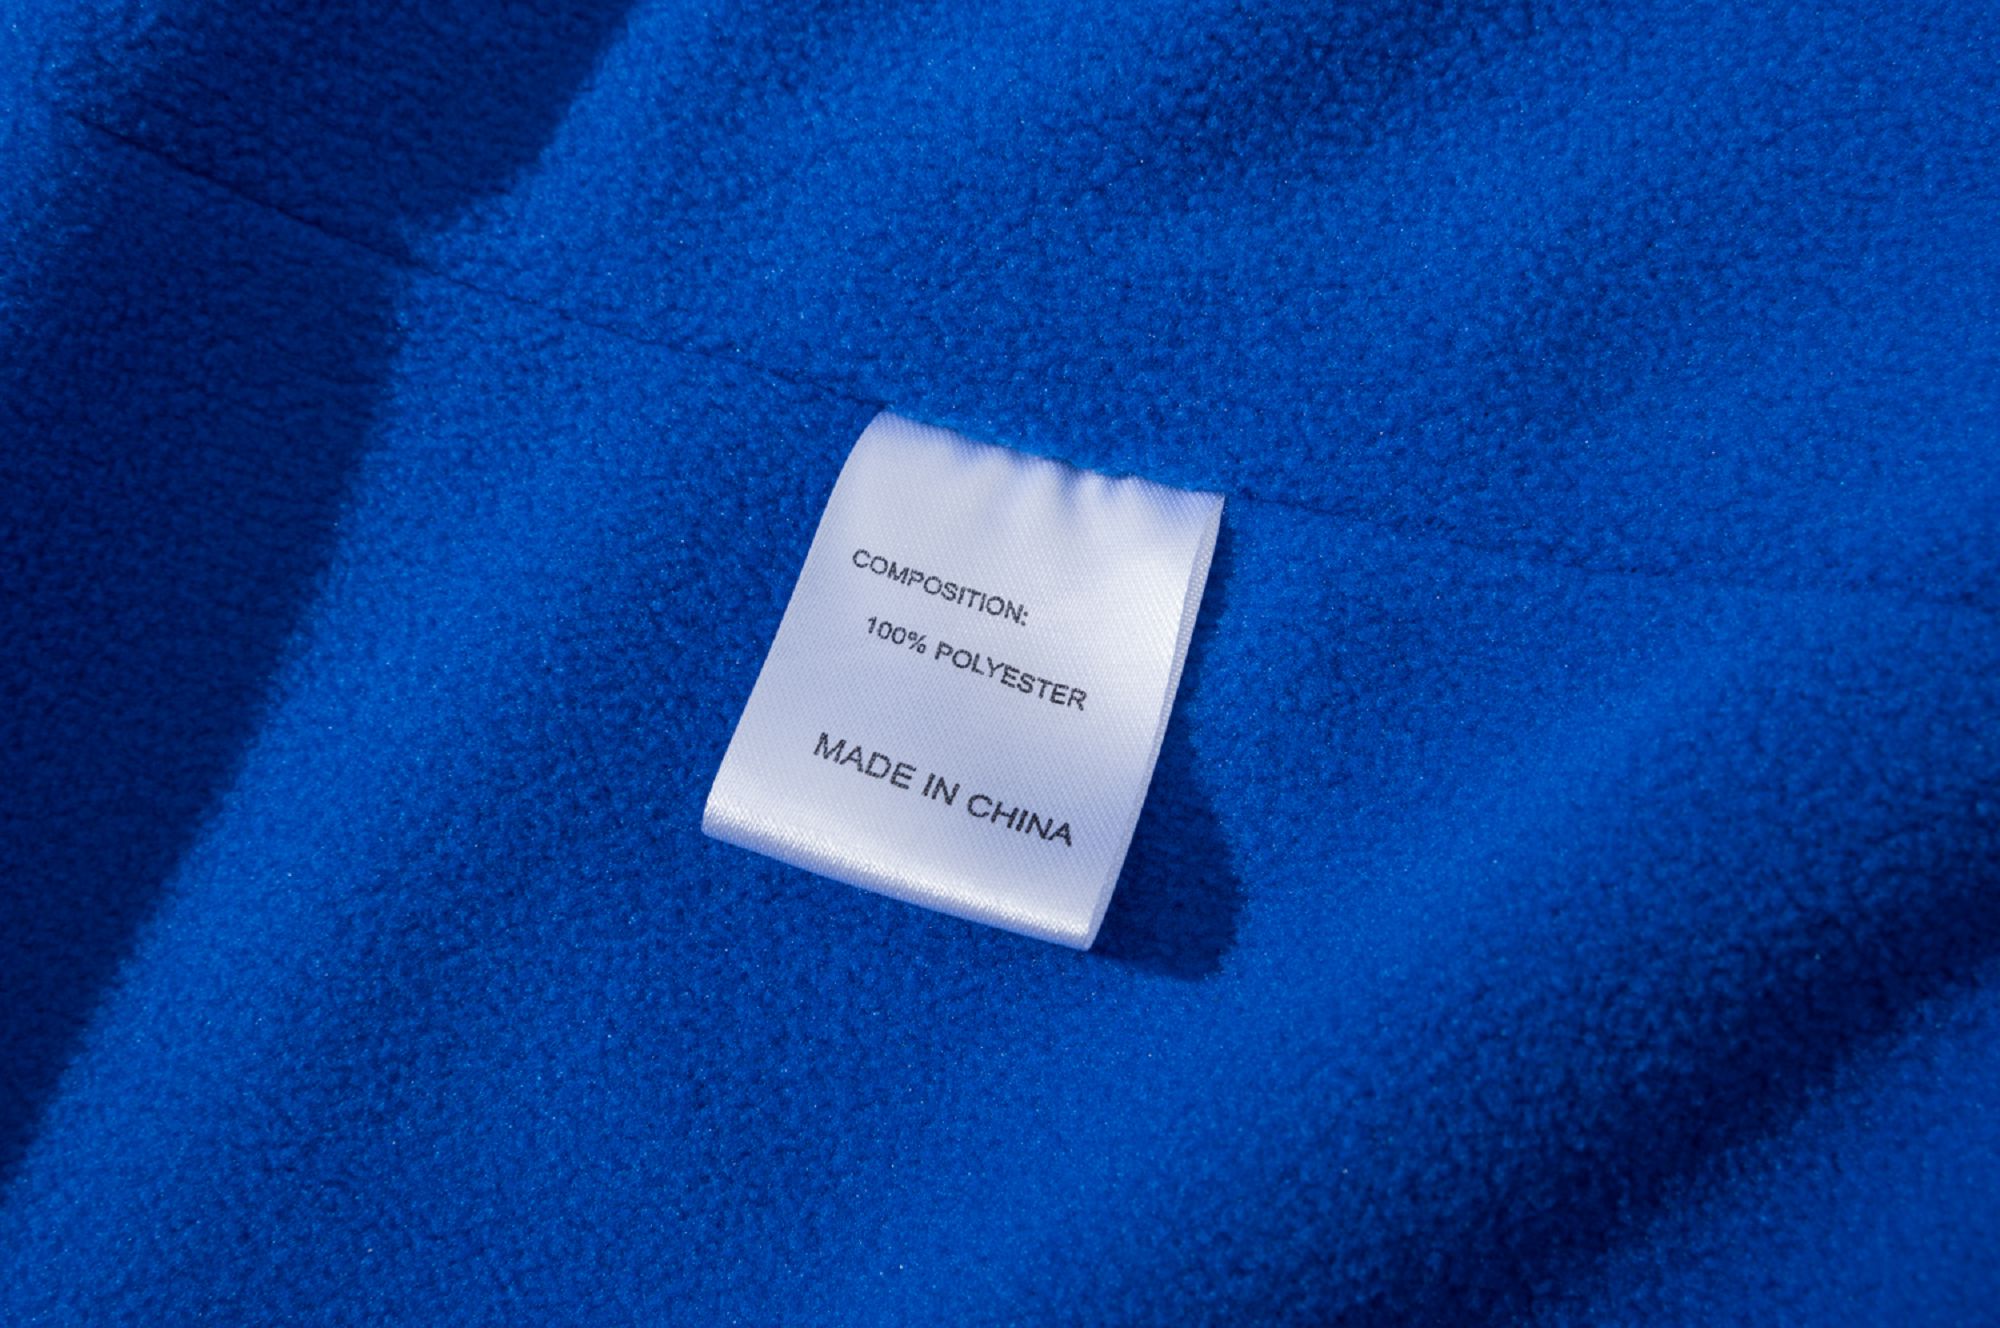 COMPOSITION:
100% POLYESTER
MADE IN CHINA